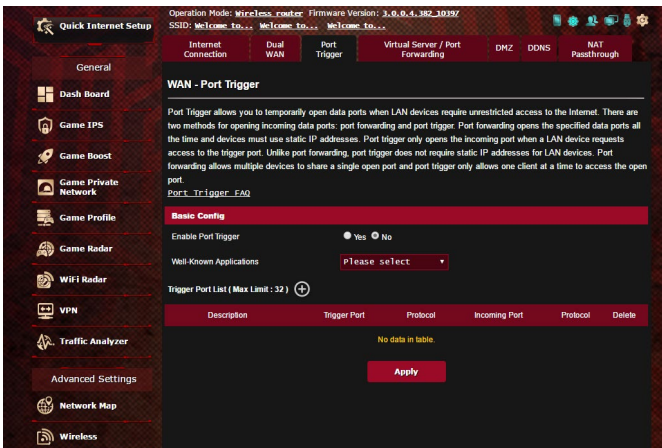 Quick Internet Setup
Operation Mode: Wireless router Firmware Version: 3.0.0.4.382_10397
SSID: Welcome to... Welcome to... Welcome to...
Internet Connection
Dual WAN
Port Trigger
Virtual Server / Port Forwarding
DMZ
DDNS
NAT Passthrough
General
Dash Board
Game IPS
Game Boost
Game Private Network
Game Profile
Game Radar
WiFi Radar
VPN
Traffic Analyzer
Advanced Settings
Network Map
Wireless
WAN - Port Trigger
Port Trigger allows you to temporarily open data ports when LAN devices require unrestricted access to the Internet. There are
two methods for opening incoming data ports: port forwarding and port trigger. Port forwarding opens the specified data ports all
the time and devices must use static IP addresses. Port trigger only opens the incoming port when a LAN device requests
access to the trigger port. Unlike port forwarding, port trigger does not require static IP addresses for LAN devices. Port
forwarding allows multiple devices to share a single open port and port trigger only allows one client at a time to access the open
port.
Port Trigger FAQ
Basic Config
Enable Port Trigger Yes No
Well-Known Applications Please select
Trigger Port List ( Max Limit : 32 )
Description Trigger Port Protocol Incoming Port Protocol Delete
No data in table.
Apply